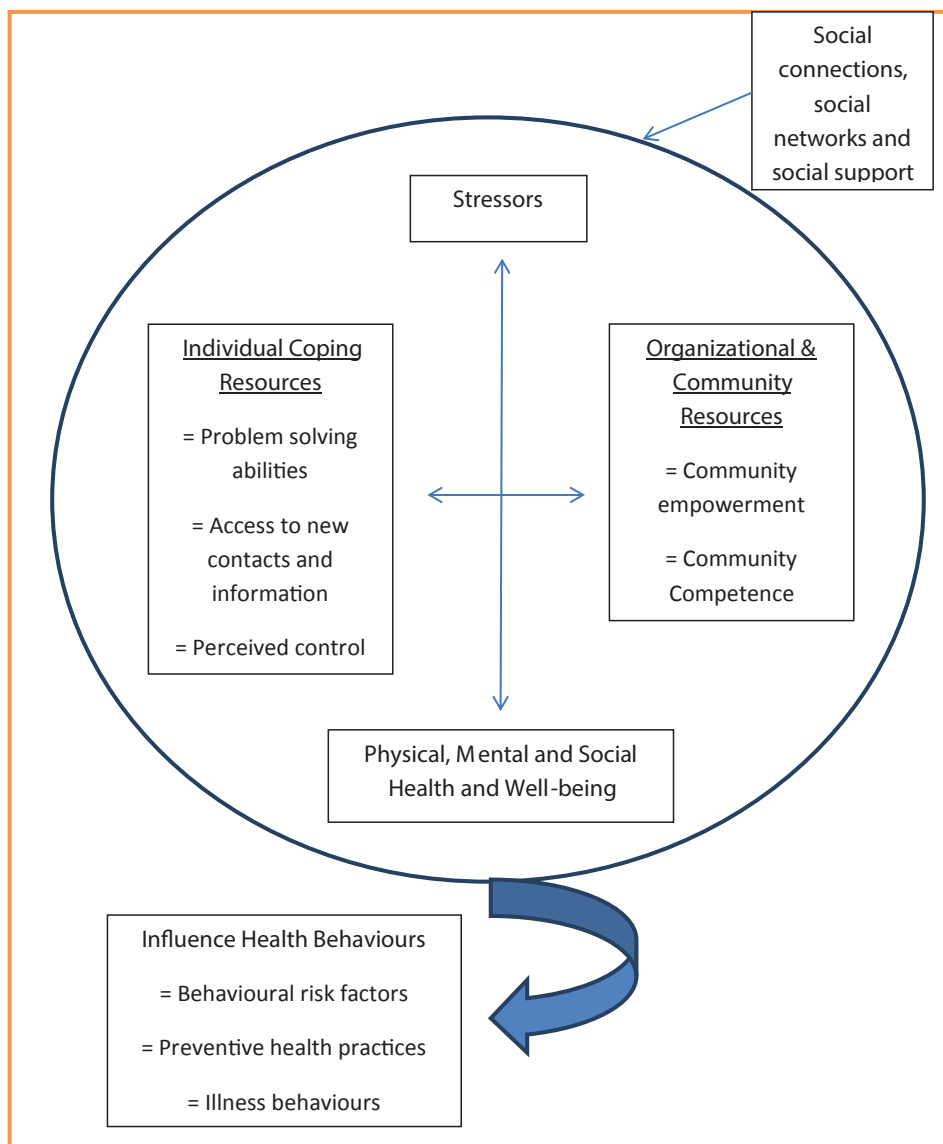 Social
connections,
social
networks and
social support
Stressors
Individual Coping
Resources
= Problem solving
abilities
= Access to new
contacts and
information
= Perceived control
Organizational &
Community
Resources
= Community
empowerment
= Community
Competence
Physical, Mental and Social
Health and Well-being
Influence Health Behaviours
= Behavioural risk factors
= Preventive health practices
= Illness behaviours